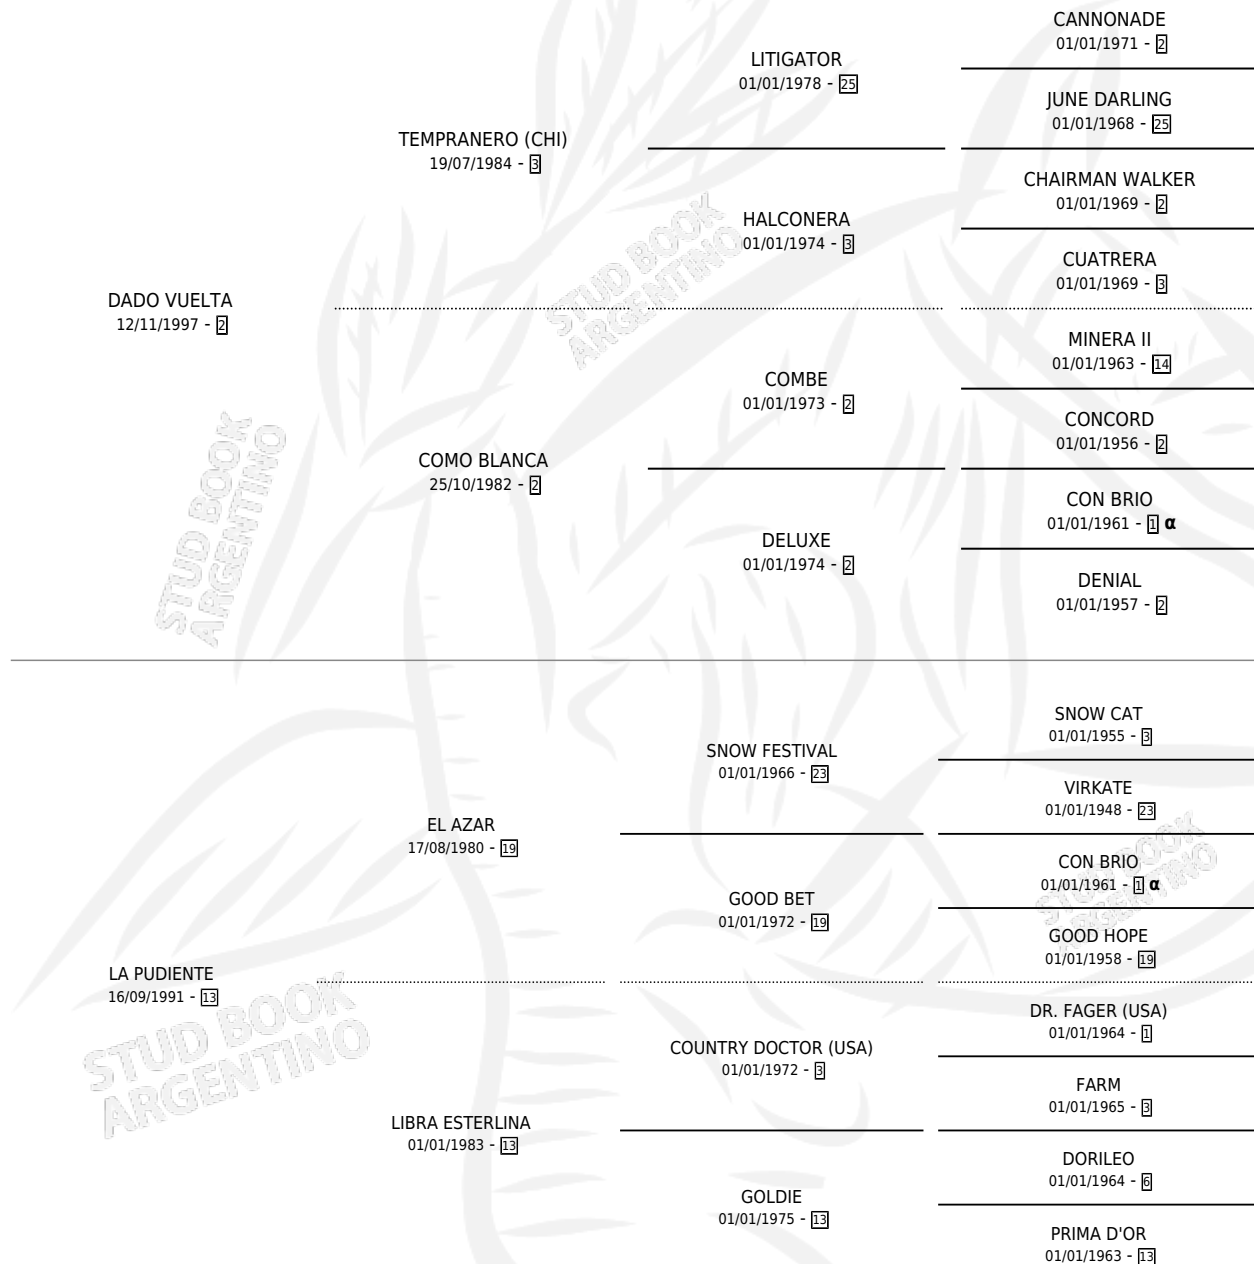 CANNONADE
01/01/1971 - 2
LITIGATOR
01/01/1978 - 25
JUNE DARLING
01/01/1968 - 25
TEMPRANERO (CHI)
19/07/1984 - 3
CHAIRMAN WALKER
01/01/1969 - 2
HALCONERA
01/01/1974 - 3
CUATRERA
01/01/1969 - 3
DADO VUELTA
12/11/1997 - 2
MINERA II
01/01/1963 - 14
COMBE
01/01/1973 - 2
CONCORD
01/01/1956 - 2
COMO BLANCA
25/10/1982 - 2
CON BRIO
01/01/1961 - 1 α
DELUXE
01/01/1974 - 2
DENIAL
01/01/1957 - 2
SNOW CAT
01/01/1955 - 3
SNOW FESTIVAL
01/01/1966 - 23
VIRKATE
01/01/1948 - 23
EL AZAR
17/08/1980 - 19
CON BRIO
01/01/1961 - 1 α
GOOD BET
01/01/1972 - 19
GOOD HOPE
01/01/1958 - 19
LA PUDIENTE
16/09/1991 - 13
DR. FAGER (USA)
01/01/1964 - 1
COUNTRY DOCTOR (USA)
01/01/1972 - 3
FARM
01/01/1965 - 3
LIBRA ESTERLINA
01/01/1983 - 13
DORILEO
01/01/1964 - 6
GOLDIE
01/01/1975 - 13
PRIMA D'OR
01/01/1963 - 13
STUD BOOK
ARGENTINO
STUD BOOK
ARGENTINO
STUD BOOK
ARGENTINO
STUD BOOK
ARGENTINO